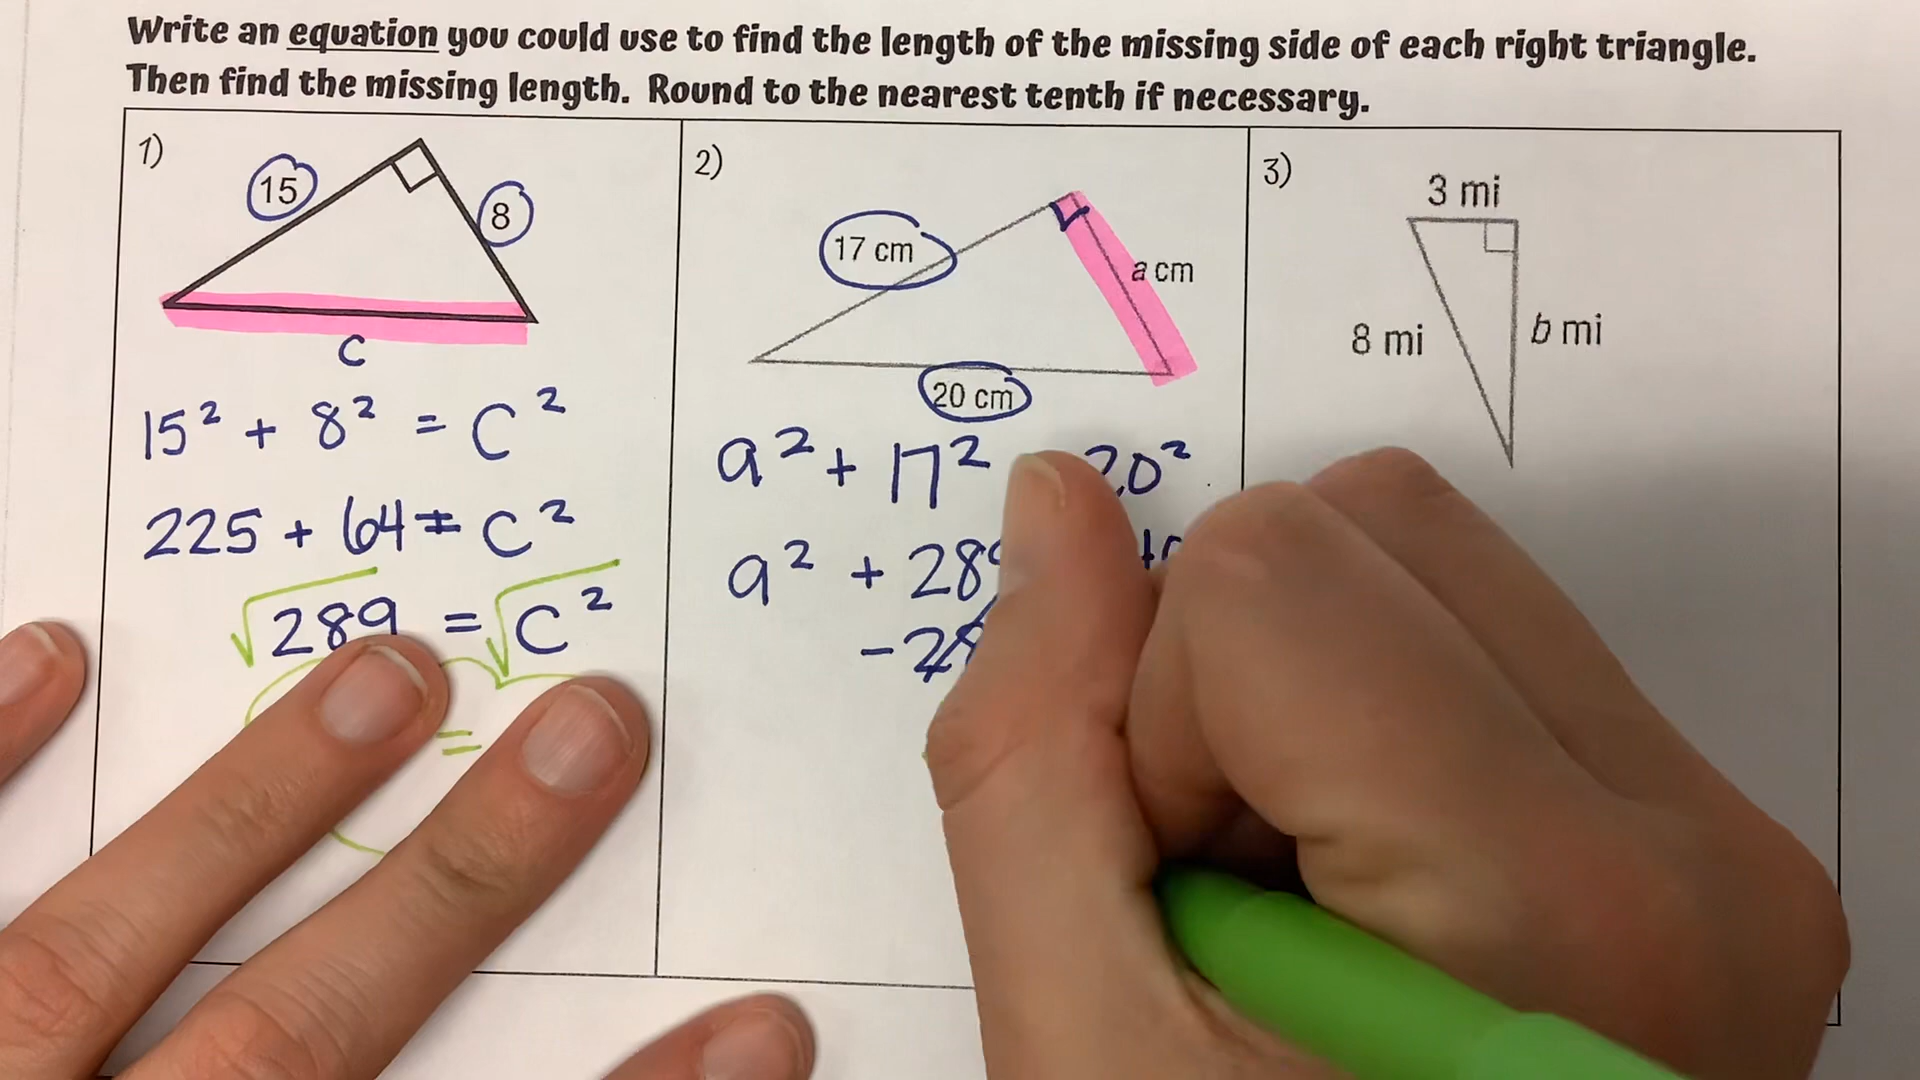 Write an equation you could use to find the length of the missing side of each right triangle.
Then find the missing length. Round to the nearest tenth if necessary.
1)
15
8
C
15² + 8² = C²
225 + 64 = C²
√289 = √C²
=
2)
17 cm
a cm
20 cm
a² + 17² 20²
a² + 28
-28
3)
3 mi
8 mi
b mi